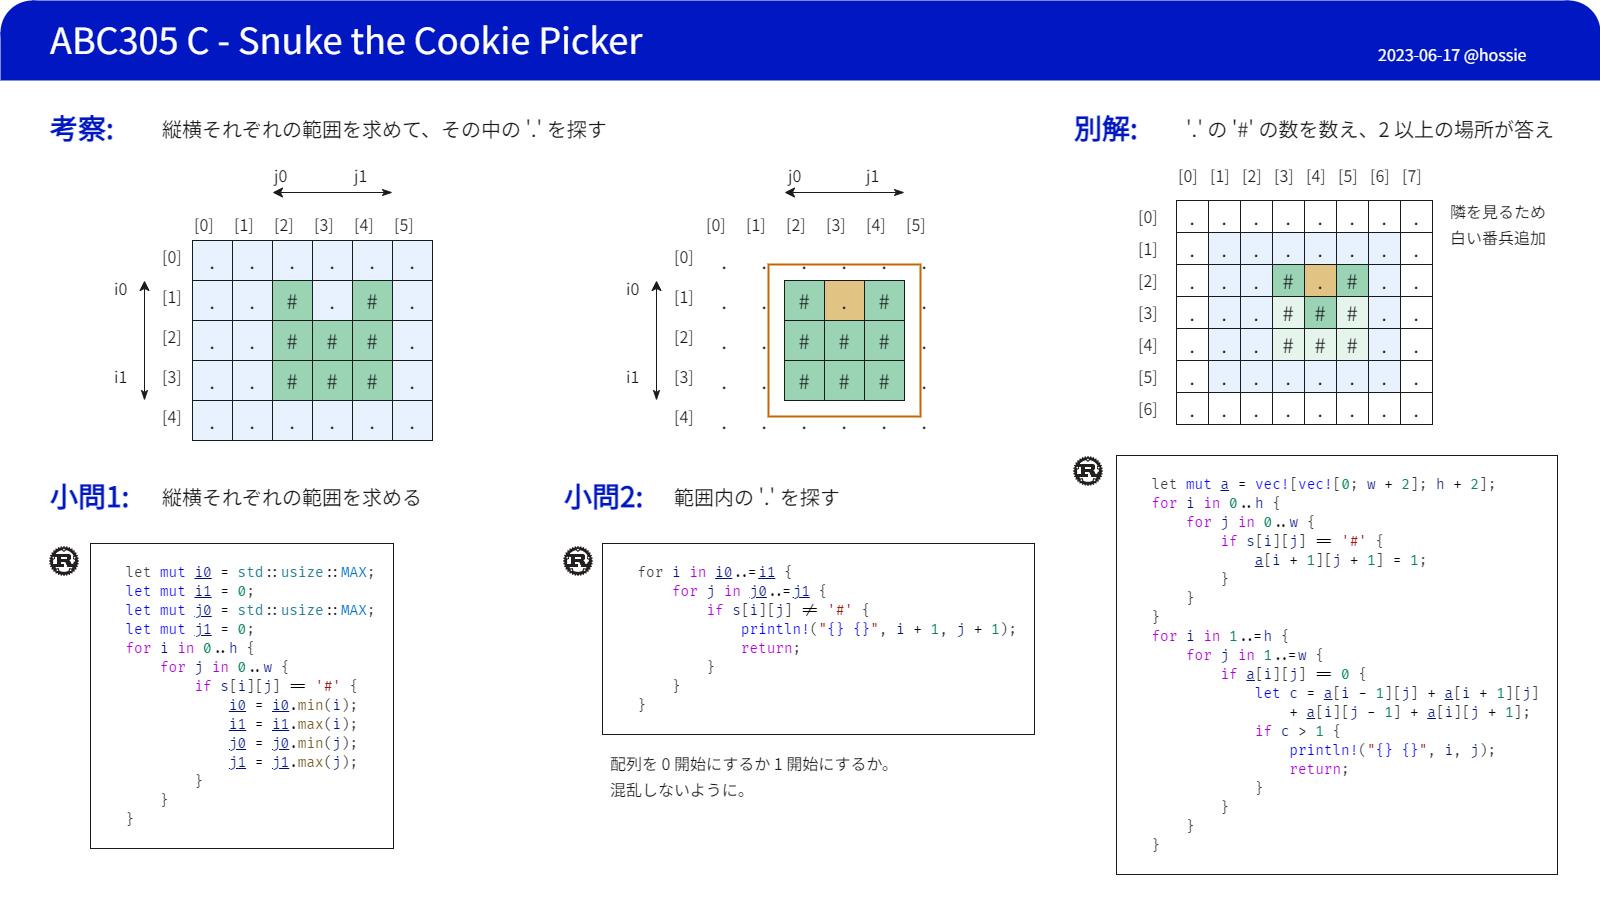 ABC305 C - Snuke the Cookie Picker
2023-06-17 @hossie
考察: 縦横それぞれの範囲を求めて、その中の '.' を探す
j0 j1
[0] [1] [2] [3] [4] [5]
[0] . . . . . .
i0 [1] . . # . # .
[2] . . # # # .
i1 [3] . . # # # .
[4] . . . . . .
j0 j1
[0] [1] [2] [3] [4] [5]
[0] . . . . . .
i0 [1] . . # . # .
[2] . . # # # .
i1 [3] . . # # # .
[4] . . . . . .
小問1: 縦横それぞれの範囲を求める
R
let mut i0 = std::usize::MAX;
let mut i1 = 0;
let mut j0 = std::usize::MAX;
let mut j1 = 0;
for i in 0..h {
for j in 0..w {
if s[i][j] == '#' {
i0 = i0.min(i);
i1 = i1.max(i);
j0 = j0.min(j);
j1 = j1.max(j);
}
}
}
小問2: 範囲内の '.' を探す
R
for i in i0..=i1 {
for j in j0..=j1 {
if s[i][j] != '#' {
println!("{} {}", i + 1, j + 1);
return;
}
}
}
配列を 0 開始にするか 1 開始にするか。
混乱しないように。
別解: '.' の '#' の数を数え、2 以上の場所が答え
[0] [1] [2] [3] [4] [5] [6] [7]
[0] . . . . . . . .
[1] . . . . . . . .
[2] . . . # . # . .
[3] . . . # # # . .
[4] . . . # # # . .
[5] . . . . . . . .
[6] . . . . . . . .
隣を見るため
白い番兵追加
R
let mut a = vec![vec![0; w + 2]; h + 2];
for i in 0..h {
for j in 0..w {
if s[i][j] == '#' {
a[i + 1][j + 1] = 1;
}
}
}
for i in 1..=h {
for j in 1..=w {
if a[i][j] == 0 {
let c = a[i - 1][j] + a[i + 1][j]
+ a[i][j - 1] + a[i][j + 1];
if c > 1 {
println!("{} {}", i, j);
return;
}
}
}
}